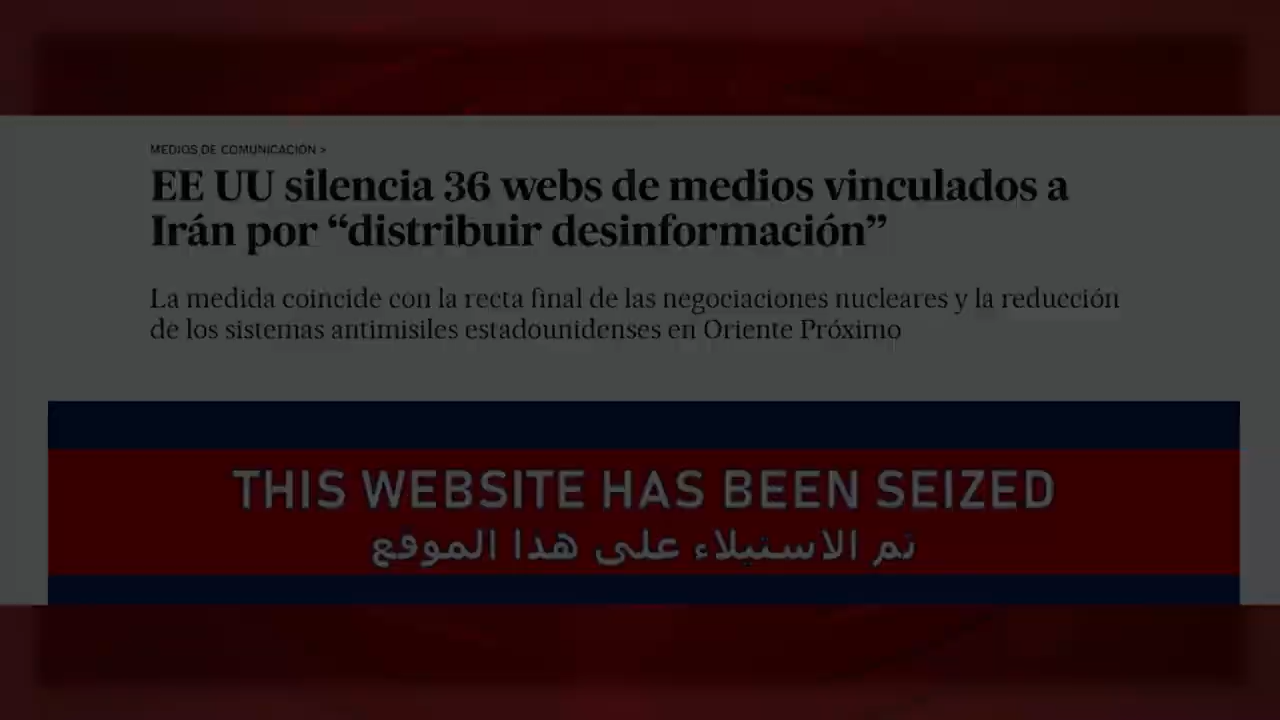 MEDIOS DE COMUNICACIÓN >
EE UU silencia 36 webs de medios vinculados a
Irán por “distribuir desinformación”
La medida coincide con la recta final de las negociaciones nucleares y la reducción
de los sistemas antimisiles estadounidenses en Oriente Próximo
THIS WEBSITE HAS BEEN SEIZED
تم الاستيلاء على هذا الموقع